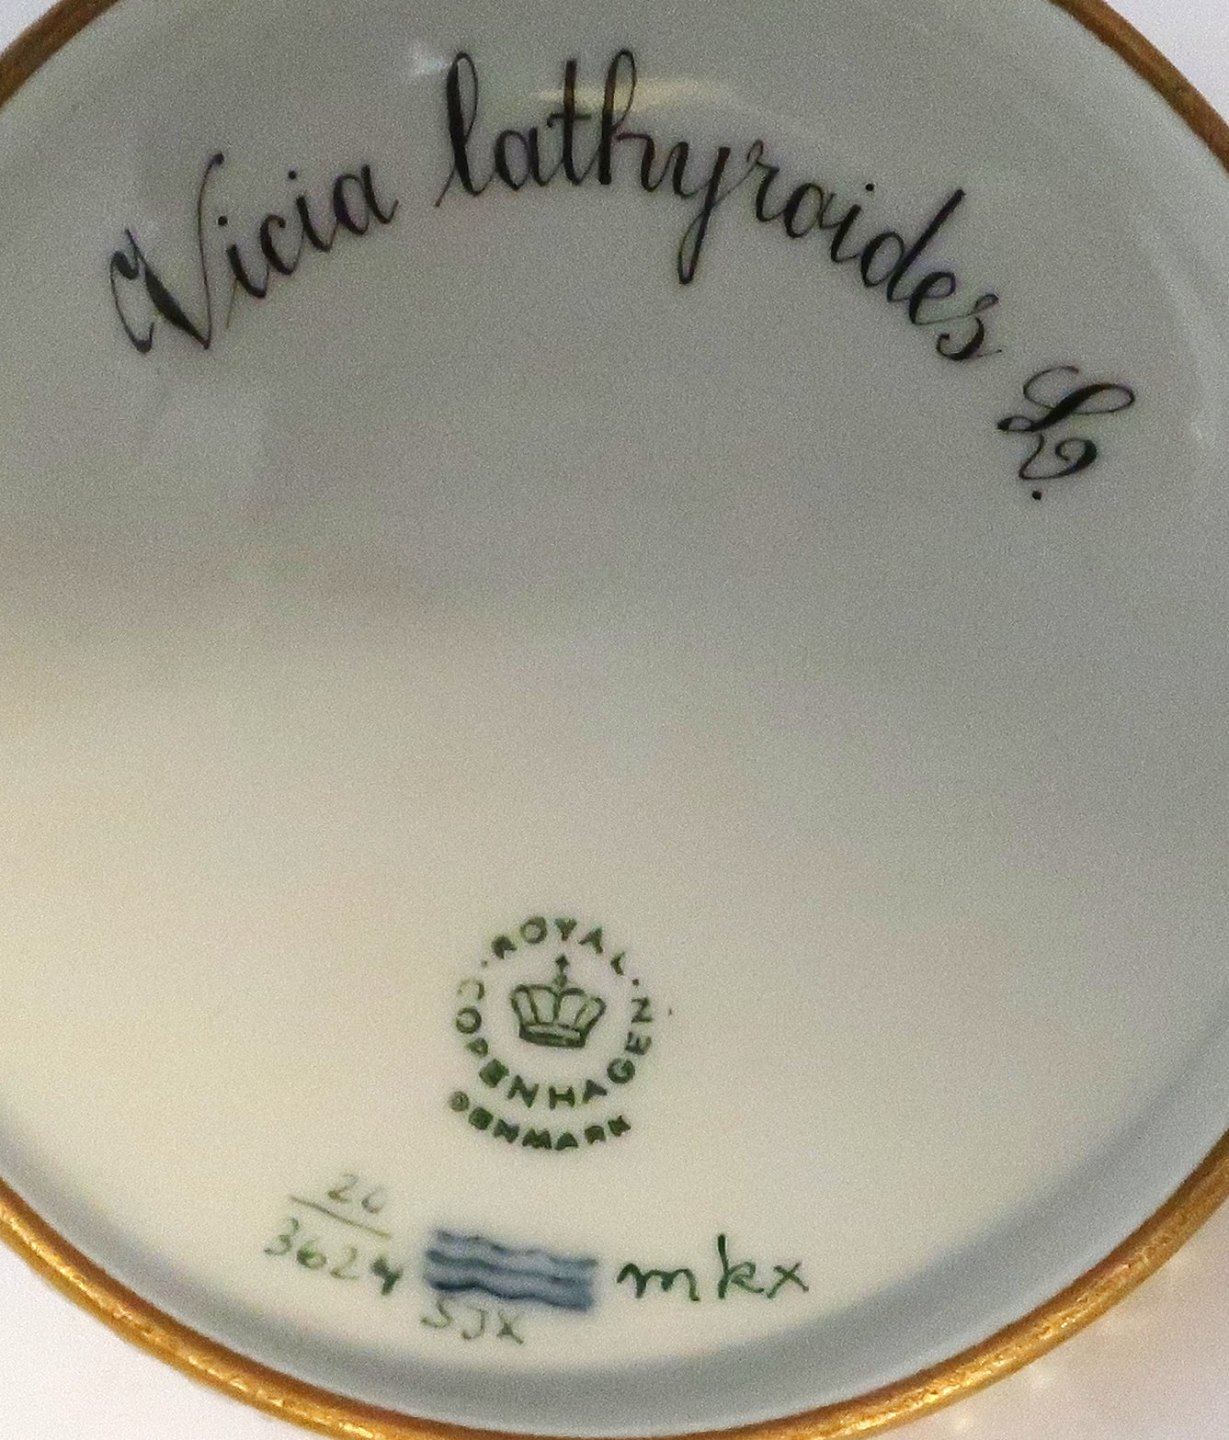 Vicia lathyroides L.
ROYAL
COPENHAGEN
DENMARK
20
3624
mkx
SJX